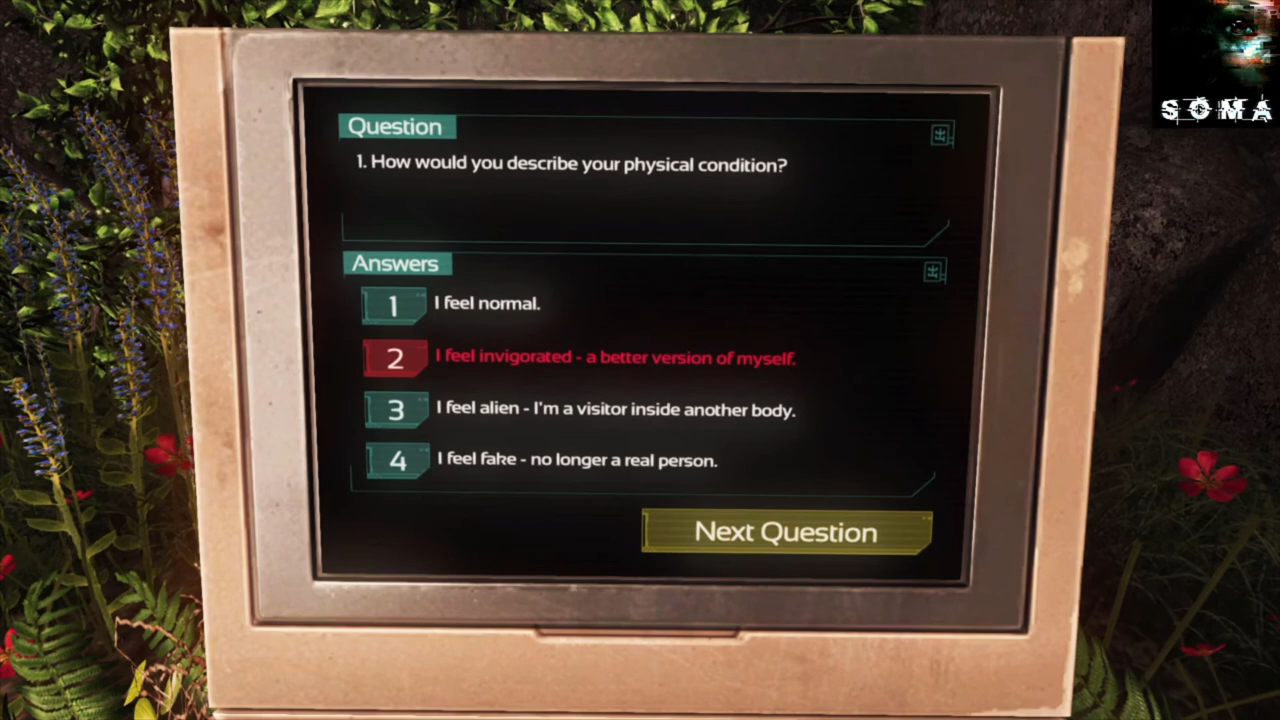 SOMA
Question
1. How would you describe your physical condition?
Answers
1 I feel normal.
2 I feel invigorated - a better version of myself.
3 I feel alien - I'm a visitor inside another body.
4 I feel fake - no longer a real person.
Next Question